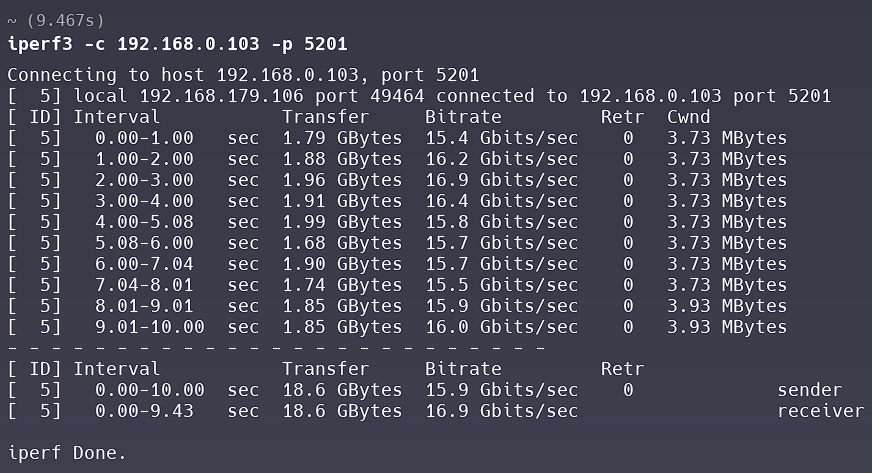 ~ (9.467s)
iperf3 -c 192.168.0.103 -p 5201
Connecting to host 192.168.0.103, port 5201
[  5] local 192.168.179.106 port 49464 connected to 192.168.0.103 port 5201
[ ID] Interval           Transfer     Bitrate         Retr  Cwnd
[  5]   0.00-1.00   sec  1.79 GBytes  15.4 Gbits/sec    0   3.73 MBytes
[  5]   1.00-2.00   sec  1.88 GBytes  16.2 Gbits/sec    0   3.73 MBytes
[  5]   2.00-3.00   sec  1.96 GBytes  16.9 Gbits/sec    0   3.73 MBytes
[  5]   3.00-4.00   sec  1.91 GBytes  16.4 Gbits/sec    0   3.73 MBytes
[  5]   4.00-5.08   sec  1.99 GBytes  15.8 Gbits/sec    0   3.73 MBytes
[  5]   5.08-6.00   sec  1.68 GBytes  15.7 Gbits/sec    0   3.73 MBytes
[  5]   6.00-7.04   sec  1.90 GBytes  15.7 Gbits/sec    0   3.73 MBytes
[  5]   7.04-8.01   sec  1.74 GBytes  15.5 Gbits/sec    0   3.73 MBytes
[  5]   8.01-9.01   sec  1.85 GBytes  15.9 Gbits/sec    0   3.93 MBytes
[  5]   9.01-10.00  sec  1.85 GBytes  16.0 Gbits/sec    0   3.93 MBytes
- - - - - - - - - - - - - - - - - - - - - - - - -
[ ID] Interval           Transfer     Bitrate         Retr
[  5]   0.00-10.00  sec  18.6 GBytes  15.9 Gbits/sec    0             sender
[  5]   0.00-9.43   sec  18.6 GBytes  16.9 Gbits/sec                  receiver
iperf Done.